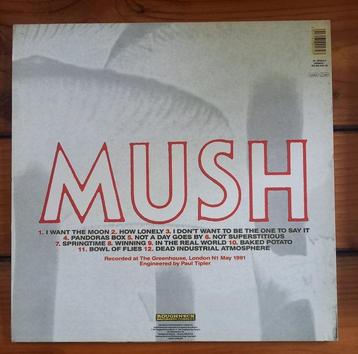 MUSH
1. I WANT THE MOON 2. HOW LONELY 3. I DON'T WANT TO BE THE ONE TO SAY IT
4. PANDORAS BOX 5. NOT A DAY GOES BY 6. NOT SUPERSTITIOUS
7. SPRINGTIME 8. WINNING 9. IN THE REAL WORLD 10. BAKED POTATO
11. BOWL OF FLIES 12. DEAD INDUSTRIAL ATMOSPHERE
Recorded at The Greenhouse, London N1 May 1991
Engineered by Paul Tipler
ROUGHNECK